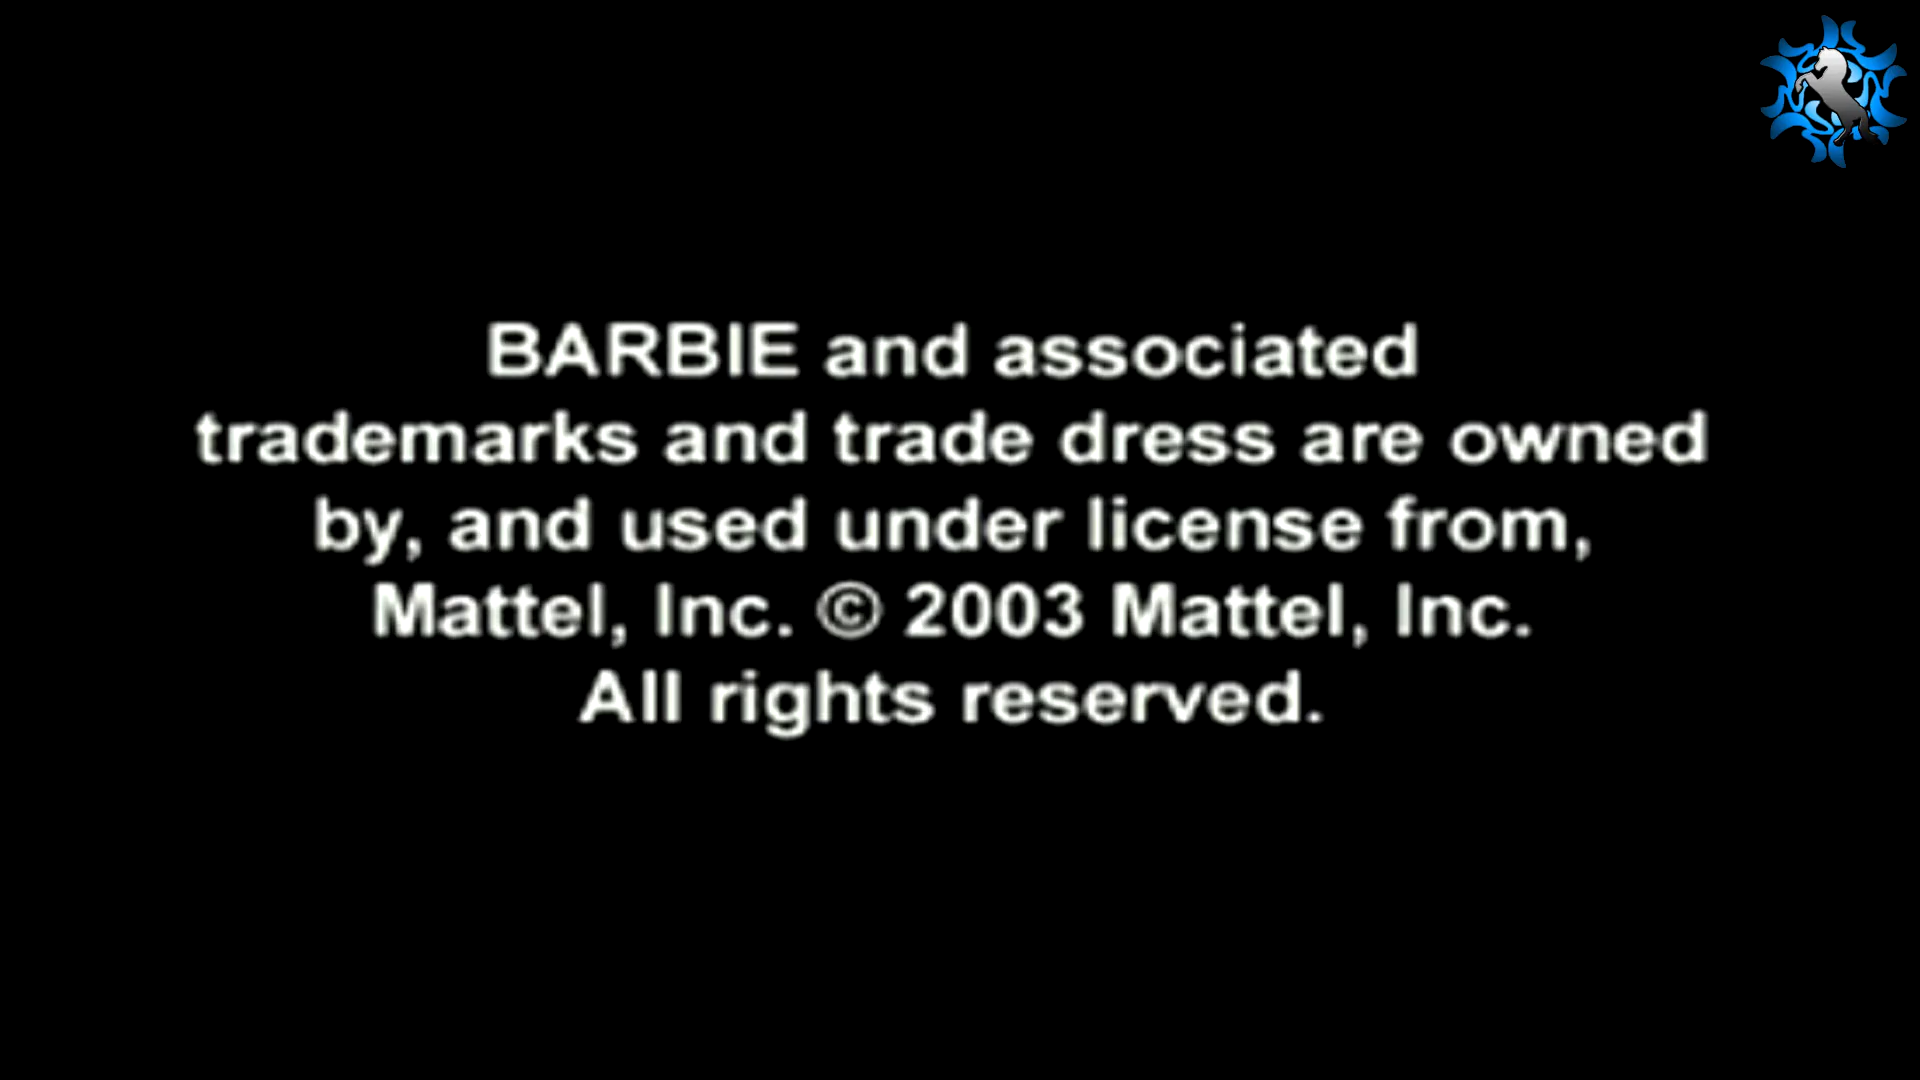 BARBIE and associated
trademarks and trade dress are owned
by, and used under license from,
Mattel, Inc. © 2003 Mattel, Inc.
All rights reserved.